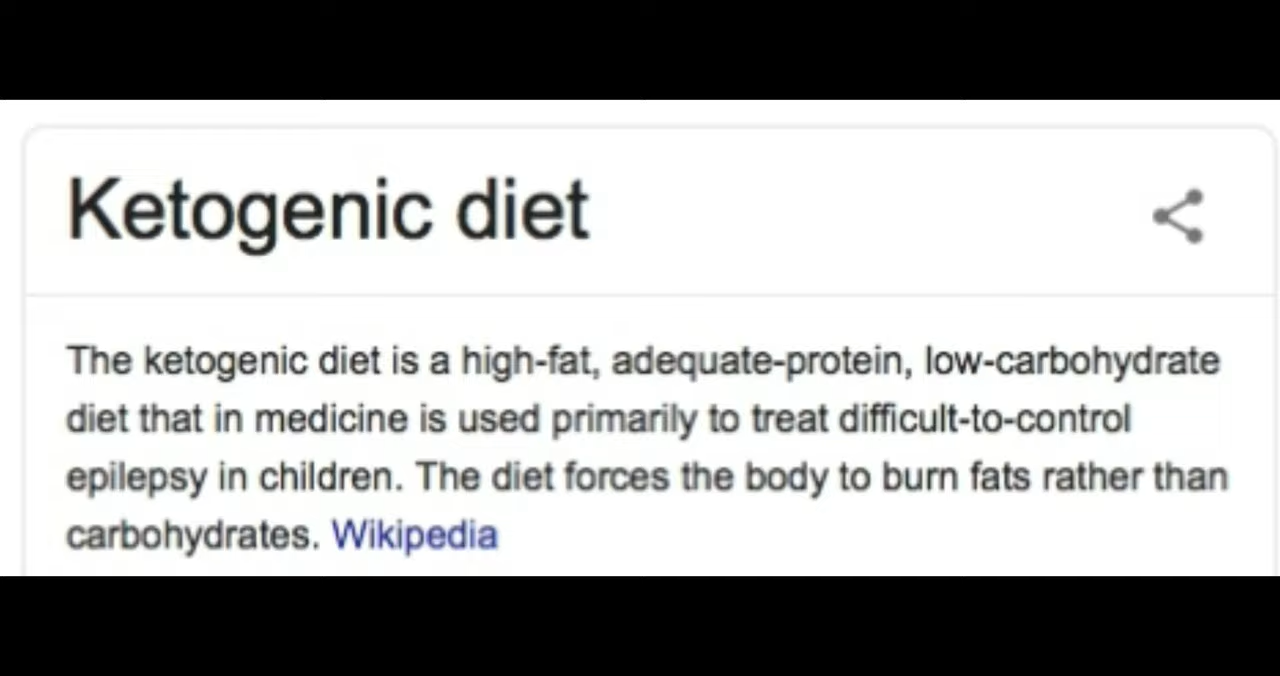 Ketogenic diet
The ketogenic diet is a high-fat, adequate-protein, low-carbohydrate
diet that in medicine is used primarily to treat difficult-to-control
epilepsy in children. The diet forces the body to burn fats rather than
carbohydrates. Wikipedia